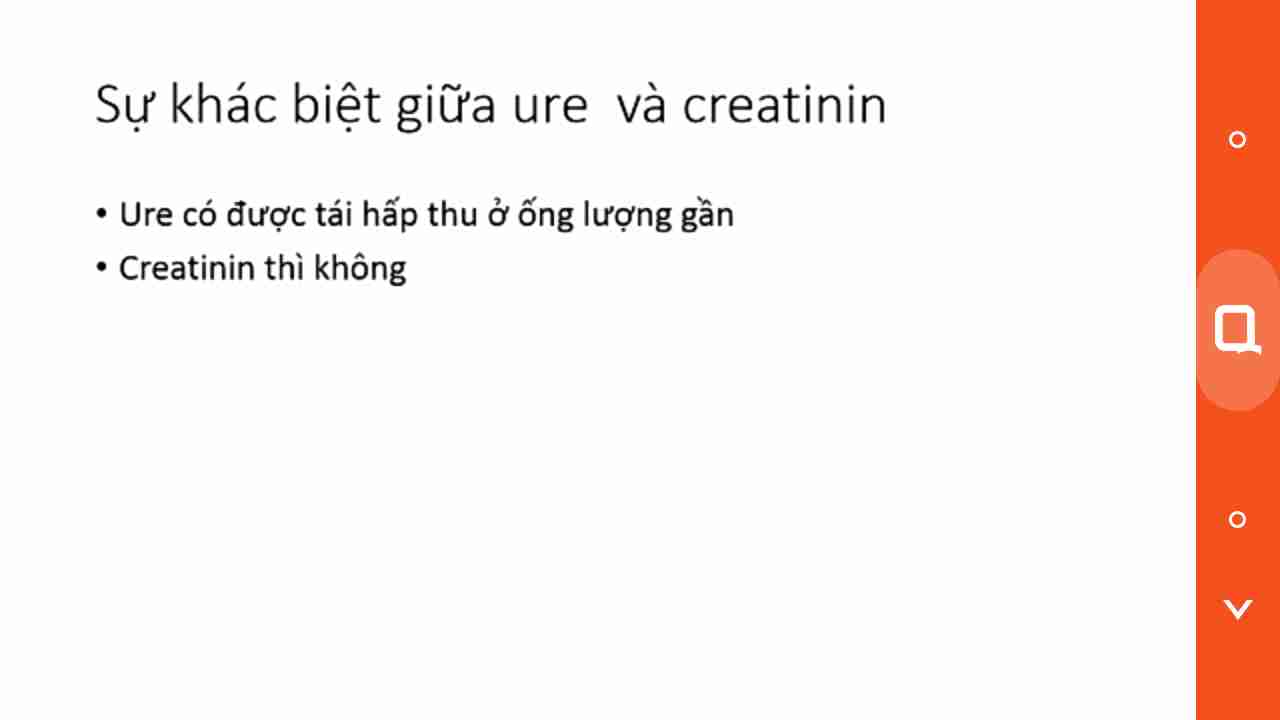 Sự khác biệt giữa ure và creatinin
• Ure có được tái hấp thu ở ống lượng gần
• Creatinin thì không